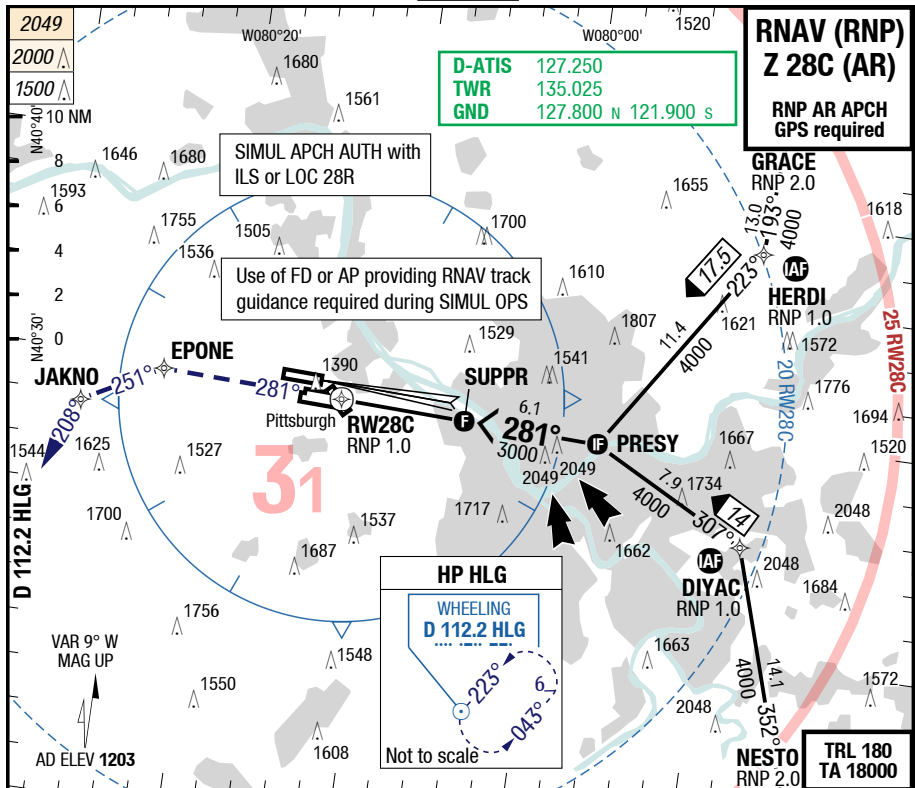 2049
2000
1500
10 NM
8
6
4
2
0
N40°40'
N40°30'
W080°20'
W080°00'
1520
RNAV (RNP)
Z 28C (AR)
RNP AR APCH
GPS required
D-ATIS 127.250
TWR 135.025
GND 127.800 N 121.900 S
1680
1561
SIMUL APCH AUTH with
ILS or LOC 28R
1646
1680
1593
1755
1536
1505
1700
1655
GRACE
RNP 2.0
13.0
193°
4000
1618
Use of FD or AP providing RNAV track
guidance required during SIMUL OPS
1610
17.5
223°
IAF
HERDI
RNP 1.0
1621
11.4
4000
1807
1529
1541
1572
25 RW28C
20 RW28C
1776
1694
JAKNO
251°
EPONE
281°
1390
Pittsburgh
RW28C
RNP 1.0
SUPPR
F
6.1
281°
3000
IF
PRESY
2049
2049
208°
1544
1625
1527
31
1667
1520
7.9
1734
4000
14
307°
D 112.2 HLG
1700
1537
1687
1717
1662
2048
IAF
DIYAC
RNP 1.0
2048
1684
HP HLG
WHEELING
D 112.2 HLG
223°
043°
6
Not to scale
1756
1548
1550
1608
1663
2048
1572
14.1
4000
352°
NESTO
RNP 2.0
VAR 9° W
MAG UP
AD ELEV 1203
TRL 180
TA 18000